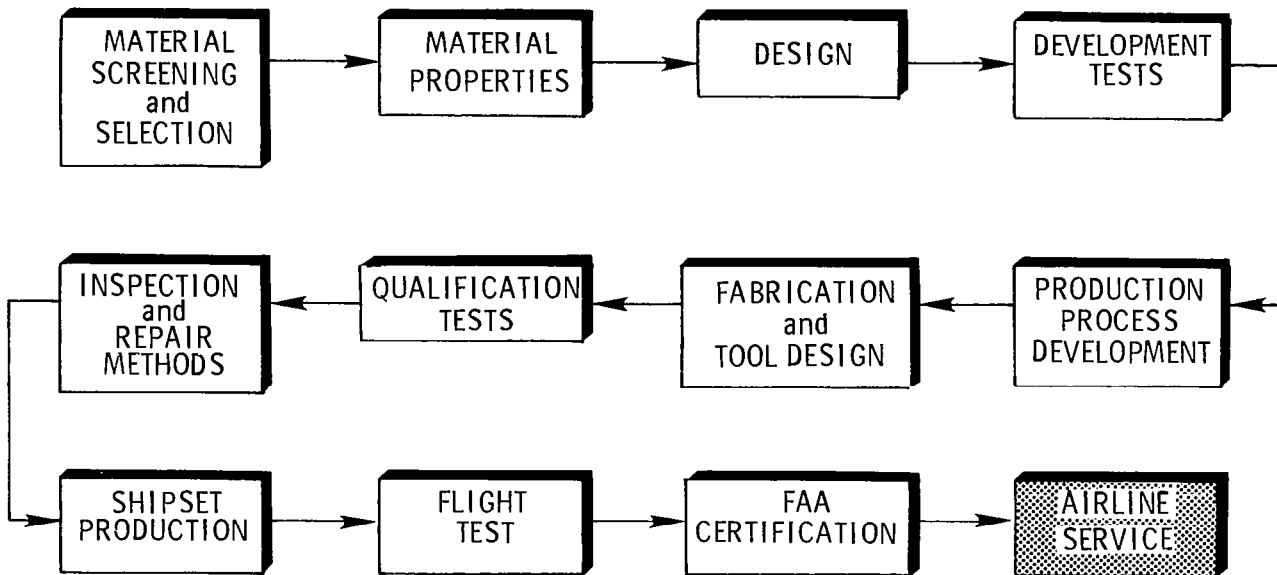 MATERIAL
SCREENING
and
SELECTION
MATERIAL
PROPERTIES
DESIGN
DEVELOPMENT
TESTS
INSPECTION
and
REPAIR
METHODS
QUALIFICATION
TESTS
FABRICATION
and
TOOL DESIGN
PRODUCTION
PROCESS
DEVELOPMENT
SHIPSET
PRODUCTION
FLIGHT
TEST
FAA
CERTIFICATION
AIRLINE
SERVICE